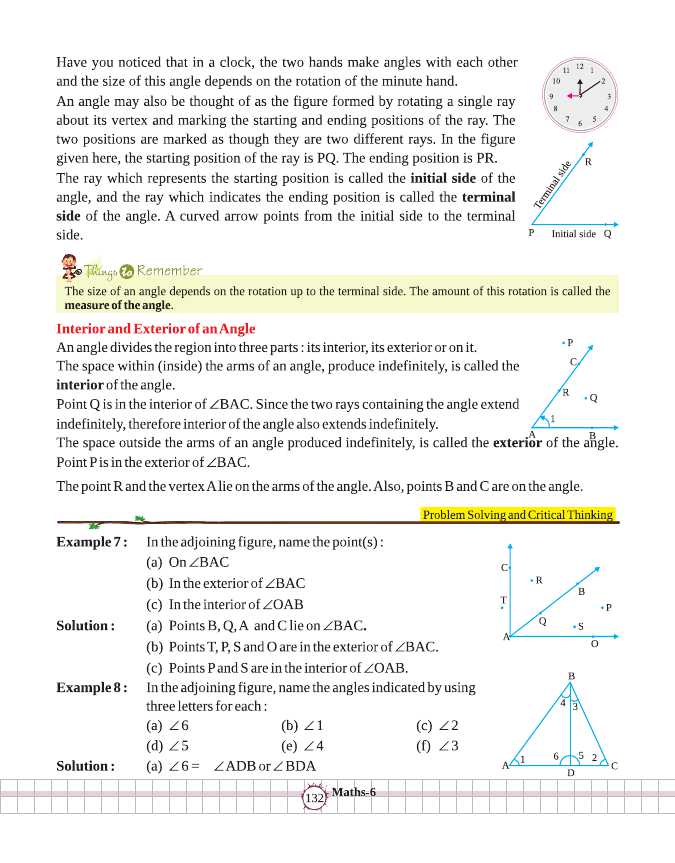 Have you noticed that in a clock, the two hands make angles with each other
and the size of this angle depends on the rotation of the minute hand.
An angle may also be thought of as the figure formed by rotating a single ray
about its vertex and marking the starting and ending positions of the ray. The
two positions are marked as though they are two different rays. In the figure
given here, the starting position of the ray is PQ. The ending position is PR.
The ray which represents the starting position is called the initial side of the
angle, and the ray which indicates the ending position is called the terminal
side of the angle. A curved arrow points from the initial side to the terminal
side.
12
11 1
10 2
9 3
8 4
7 5
6
Terminal side
R
P Initial side Q
Things to Remember
The size of an angle depends on the rotation up to the terminal side. The amount of this rotation is called the
measure of the angle.
Interior and Exterior of an Angle
An angle divides the region into three parts : its interior, its exterior or on it.
The space within (inside) the arms of an angle, produce indefinitely, is called the
interior of the angle.
Point Q is in the interior of ∠BAC. Since the two rays containing the angle extend
indefinitely, therefore interior of the angle also extends indefinitely.
P
C
R
Q
1
A B
The space outside the arms of an angle produced indefinitely, is called the exterior of the angle.
Point P is in the exterior of ∠BAC.
The point R and the vertex A lie on the arms of the angle. Also, points B and C are on the angle.
Problem Solving and Critical Thinking
Example 7 : In the adjoining figure, name the point(s) :
(a) On ∠BAC
(b) In the exterior of ∠BAC
(c) In the interior of ∠OAB
Solution : (a) Points B, Q, A and C lie on ∠BAC.
(b) Points T, P, S and O are in the exterior of ∠BAC.
(c) Points P and S are in the interior of ∠OAB.
C
R
B
T
P
Q
S
A
O
Example 8 : In the adjoining figure, name the angles indicated by using
three letters for each :
(a) ∠6 (b) ∠1 (c) ∠2
(d) ∠5 (e) ∠4 (f) ∠3
Solution : (a) ∠6 = ∠ADB or ∠BDA
B
4 3
1 6 5 2
A C
D
132 Maths-6